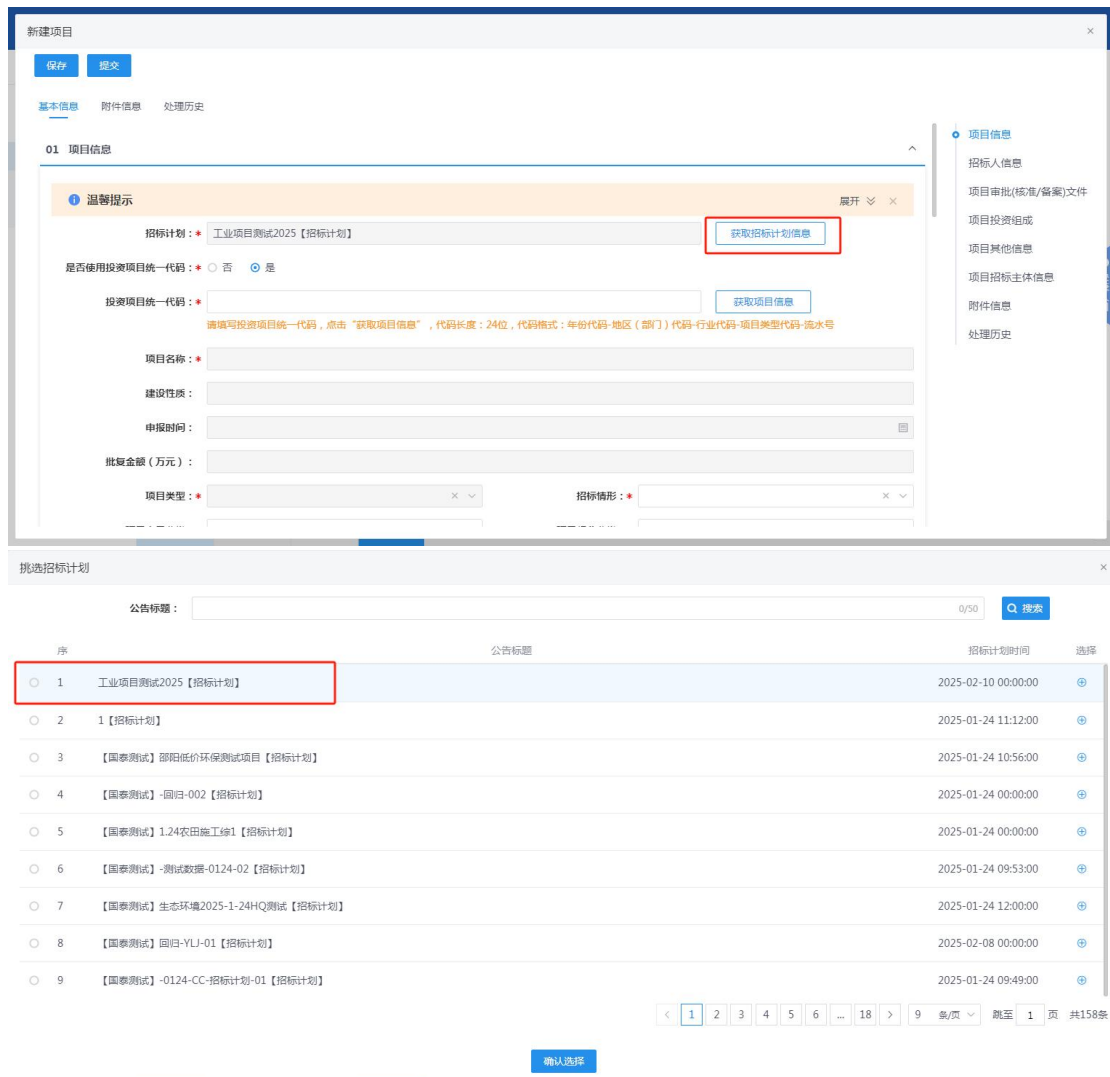 新建项目
保存 提交
基本信息 附件信息 处理历史
01 项目信息
温馨提示 展开
招标计划：* 工业项目测试2025【招标计划】 获取招标计划信息
是否使用投资项目统一代码：* 否 是
投资项目统一代码：* 获取项目信息
请填写投资项目统一代码，点击“获取项目信息”，代码长度：24位，代码格式：年份代码-地区（部门）代码-行业代码-项目类型代码-流水号
项目名称：*
建设性质：
申报时间：
批复金额（万元）：
项目类型：* 招标情形：*
项目信息
招标人信息
项目审批(核准/备案)文件
项目投资组成
项目其他信息
项目招标主体信息
附件信息
处理历史
挑选招标计划
公告标题： 0/50 搜索
序 公告标题 招标计划时间 选择
1 工业项目测试2025【招标计划】 2025-02-10 00:00:00
2 1【招标计划】 2025-01-24 11:12:00
3 【国泰测试】邵阳低价环保测试项目【招标计划】 2025-01-24 10:56:00
4 【国泰测试】-回归-002【招标计划】 2025-01-24 00:00:00
5 【国泰测试】1.24农田施工综1【招标计划】 2025-01-24 00:00:00
6 【国泰测试】-测试数据-0124-02【招标计划】 2025-01-24 09:53:00
7 【国泰测试】生态环境2025-1-24HQ测试【招标计划】 2025-01-24 12:00:00
8 【国泰测试】回归-YLJ-01【招标计划】 2025-02-08 00:00:00
9 【国泰测试】-0124-CC-招标计划-01【招标计划】 2025-01-24 09:49:00
1 2 3 4 5 6 ... 18 9 条/页 跳至 1 页 共158条
确认选择